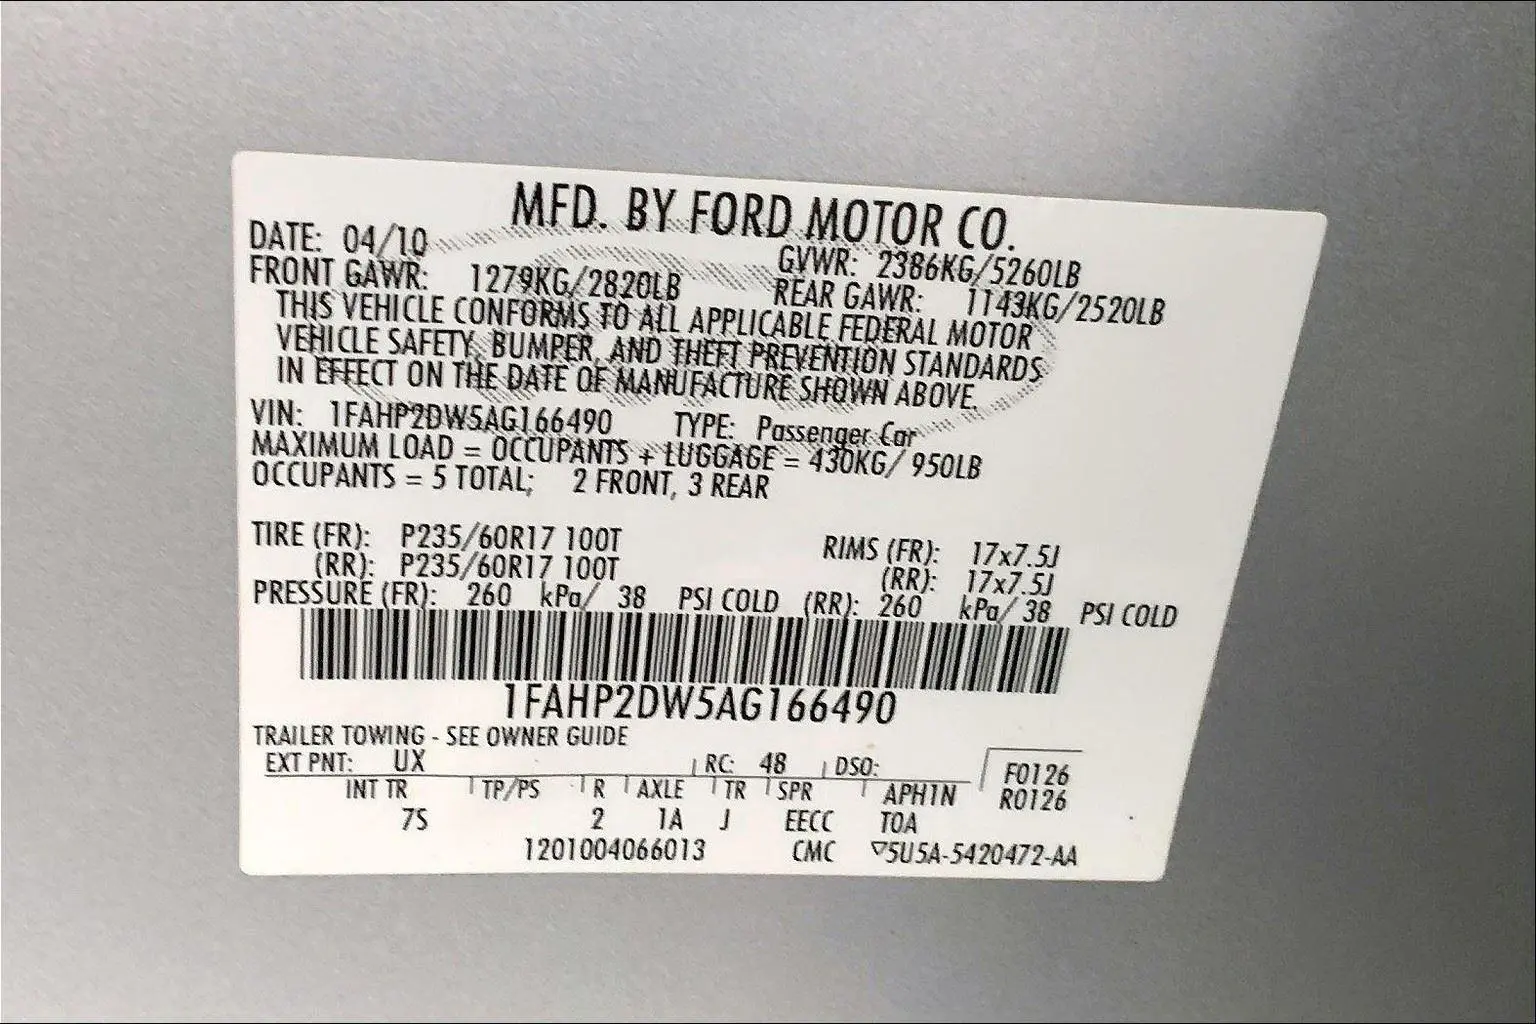 MFD. BY FORD MOTOR CO.
DATE: 04/10 GVWR: 2386KG/5260LB
FRONT GAWR: 1279KG/2820LB REAR GAWR: 1143KG/2520LB
THIS VEHICLE CONFORMS TO ALL APPLICABLE FEDERAL MOTOR
VEHICLE SAFETY, BUMPER, AND THEFT PREVENTION STANDARDS
IN EFFECT ON THE DATE OF MANUFACTURE SHOWN ABOVE.
VIN: 1FAHP2DW5AG166490 TYPE: Passenger Car
MAXIMUM LOAD = OCCUPANTS + LUGGAGE = 430KG/ 950LB
OCCUPANTS = 5 TOTAL; 2 FRONT, 3 REAR
TIRE (FR): P235/60R17 100T RIMS (FR): 17x7.5J
(RR): P235/60R17 100T (RR): 17x7.5J
PRESSURE (FR): 260 kPa/ 38 PSI COLD (RR): 260 kPa/ 38 PSI COLD
1FAHP2DW5AG166490
TRAILER TOWING - SEE OWNER GUIDE
EXT PNT: UX RC: 48 DSO: F0126
INT TR TP/PS R AXLE TR SPR APH1N R0126
7S 2 1A J EECC TOA
1201004066013 CMC ▽5U5A-5420472-AA